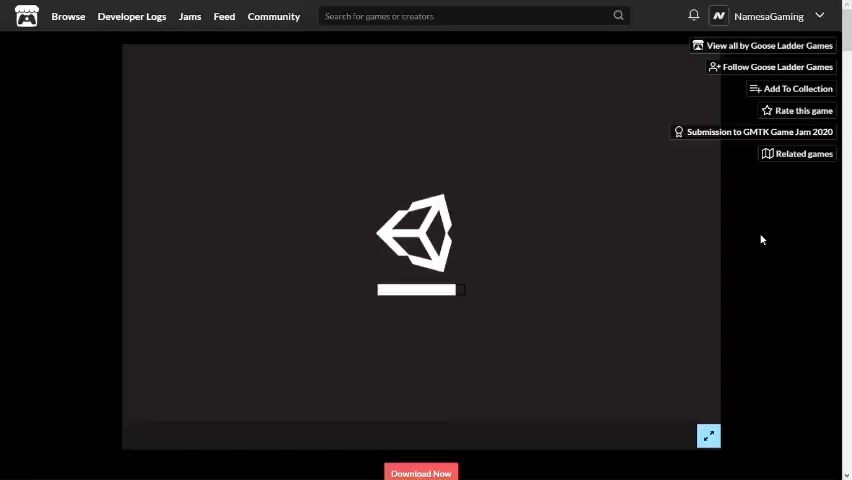 Browse Developer Logs Jams Feed Community Search for games or creators NamesaGaming
View all by Goose Ladder Games
Follow Goose Ladder Games
Add To Collection
Rate this game
Submission to GMTK Game Jam 2020
Related games
Download Now